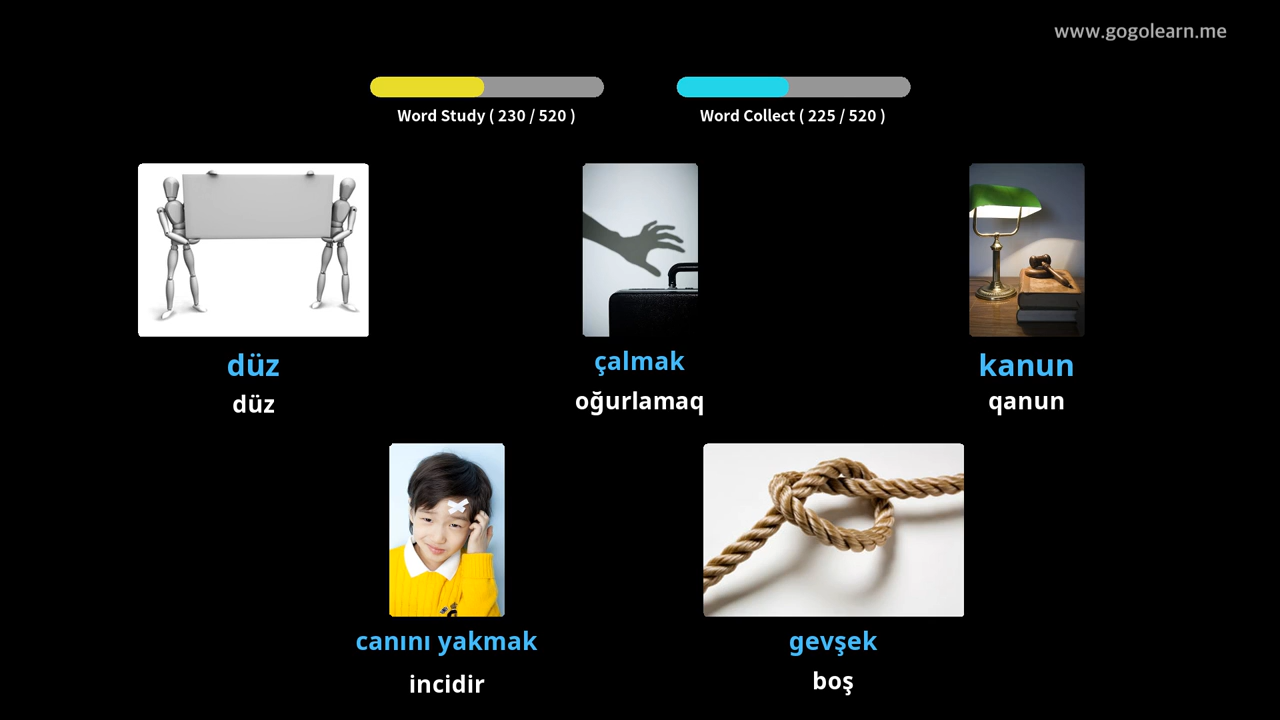 www.gogolearn.me
Word Study ( 230 / 520 )
Word Collect ( 225 / 520 )
düz
düz
çalmak
oğurlamaq
kanun
qanun
canını yakmak
incidir
gevşek
boş